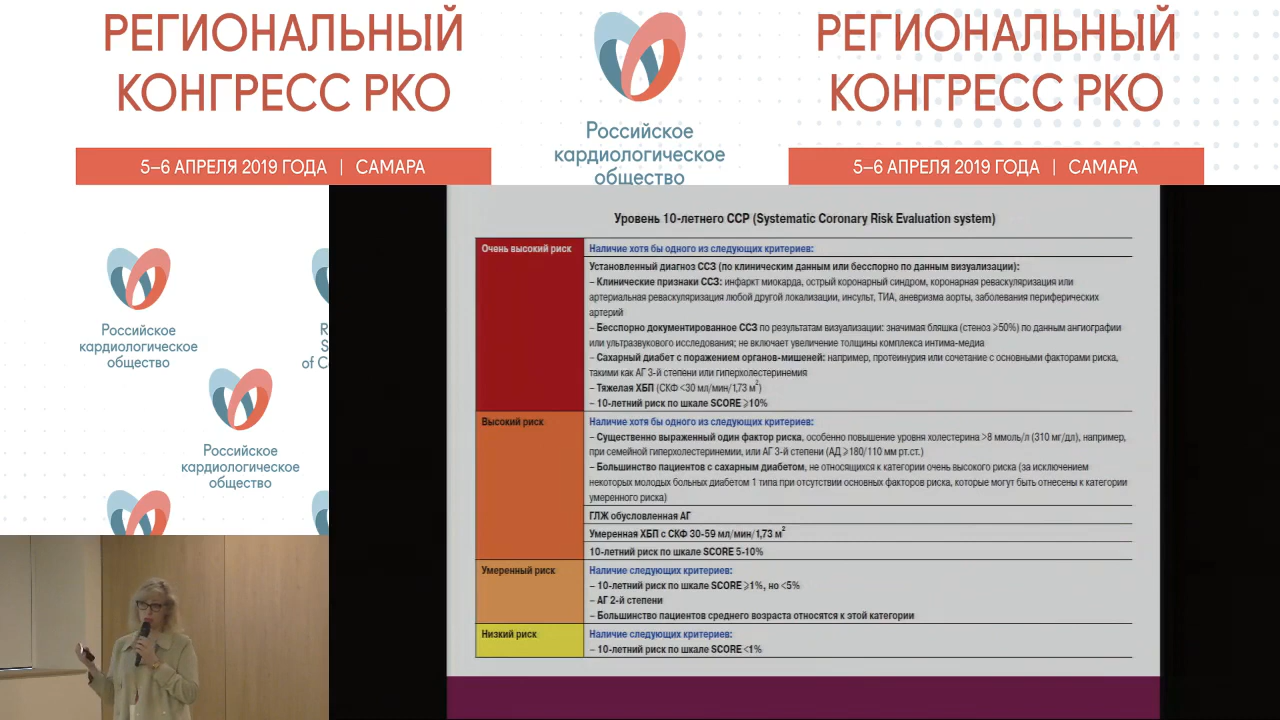 РЕГИОНАЛЬНЫЙ
КОНГРЕСС РКО
5–6 АПРЕЛЯ 2019 ГОДА | САМАРА
Российское
кардиологическое
общество
РЕГИОНАЛЬНЫЙ
КОНГРЕСС РКО
5–6 АПРЕЛЯ 2019 ГОДА | САМАРА
Российское
кардиологическое
общество
R
S
of C
Российское
кардиологическое
общество
Уровень 10-летнего ССР (Systematic Coronary Risk Evaluation system)
Очень высокий риск
Наличие хотя бы одного из следующих критериев:
Установленный диагноз ССЗ (по клиническим данным или бесспорно по данным визуализации):
– Клинические признаки ССЗ: инфаркт миокарда, острый коронарный синдром, коронарная реваскуляризация или
артериальная реваскуляризация любой другой локализации, инсульт, ТИА, аневризма аорты, заболевания периферических
артерий
– Бесспорно документированное ССЗ по результатам визуализации: значимая бляшка (стеноз ≥50%) по данным ангиографии
или ультразвукового исследования; не включает увеличение толщины комплекса интима-медиа
– Сахарный диабет с поражением органов-мишеней: например, протеинурия или сочетание с основными факторами риска,
такими как АГ 3-й степени или гиперхолестеринемия
– Тяжелая ХБП (СКФ <30 мл/мин/1,73 м²)
– 10-летний риск по шкале SCORE ≥10%
Высокий риск
Наличие хотя бы одного из следующих критериев:
– Существенно выраженный один фактор риска, особенно повышение уровня холестерина >8 ммоль/л (310 мг/дл), например,
при семейной гиперхолестеринемии, или АГ 3-й степени (АД ≥180/110 мм рт.ст.)
– Большинство пациентов с сахарным диабетом, не относящихся к категории очень высокого риска (за исключением
некоторых молодых больных диабетом 1 типа при отсутствии основных факторов риска, которые могут быть отнесены к категории
умеренного риска)
ГЛЖ обусловленная АГ
Умеренная ХБП с СКФ 30-59 мл/мин/1,73 м²
10-летний риск по шкале SCORE 5-10%
Умеренный риск
Наличие следующих критериев:
– 10-летний риск по шкале SCORE ≥1%, но <5%
– АГ 2-й степени
– Большинство пациентов среднего возраста относятся к этой категории
Низкий риск
Наличие следующих критериев:
– 10-летний риск по шкале SCORE <1%